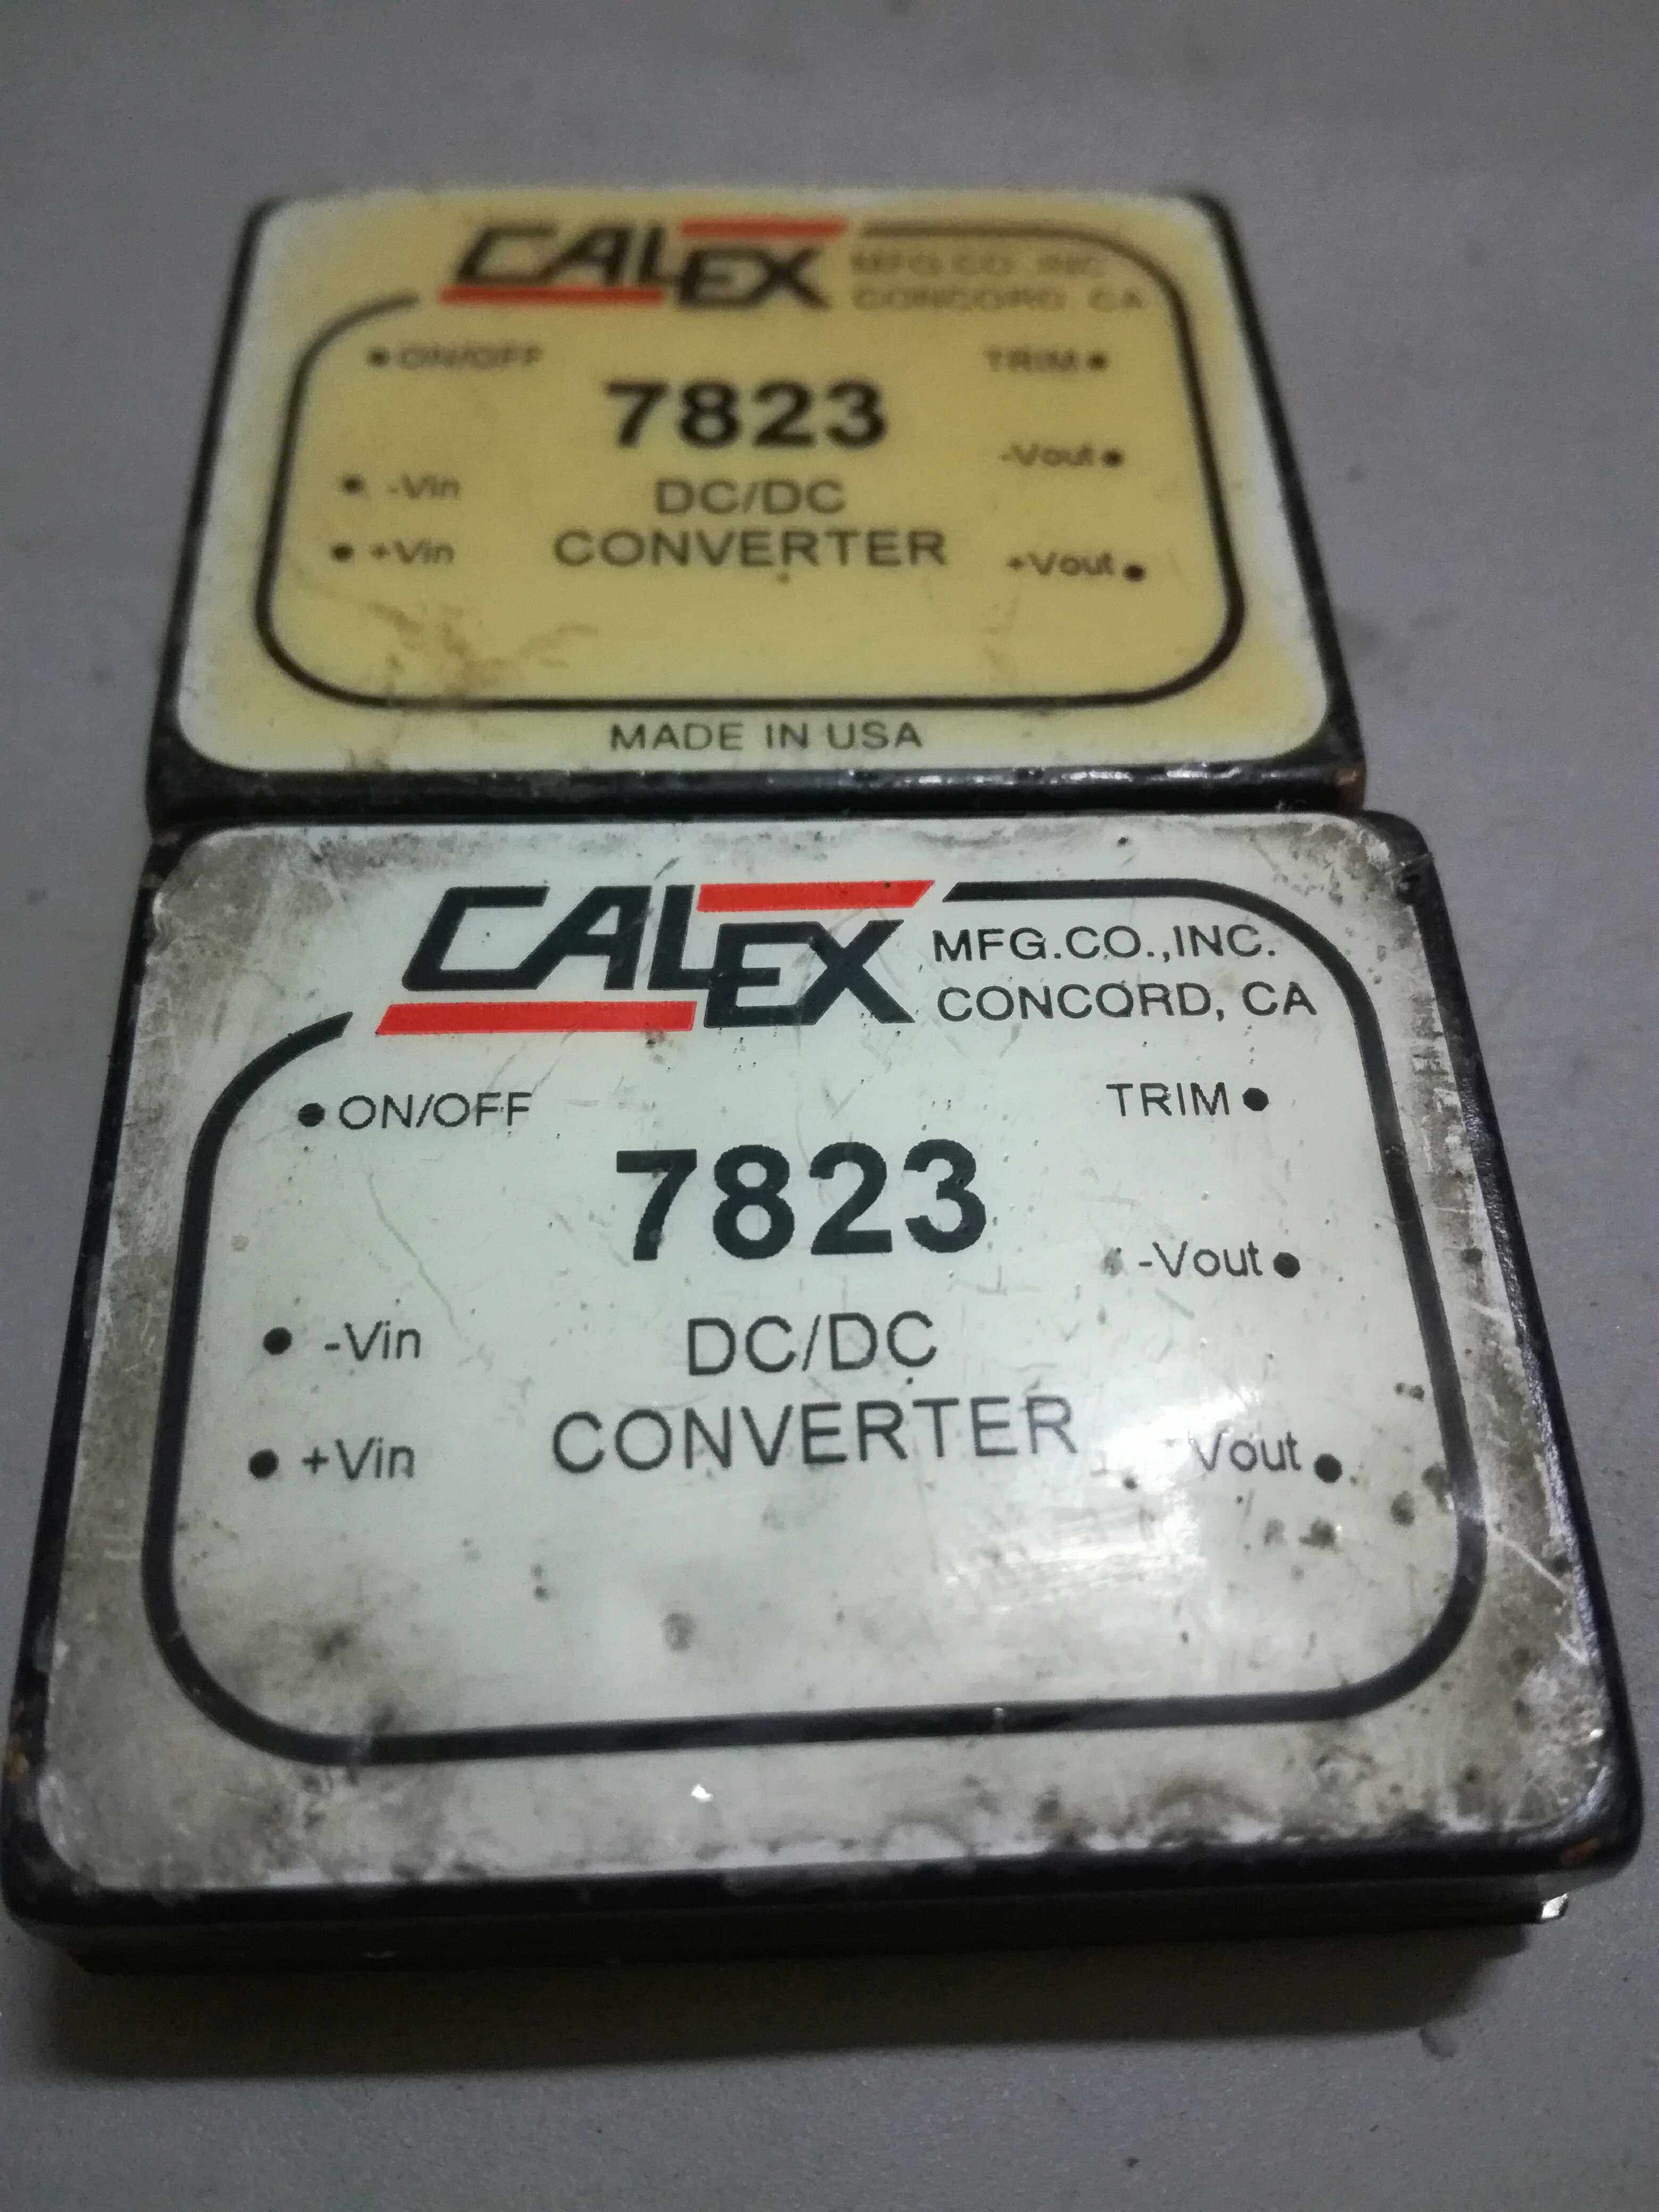 CALEX MFG.CO.,INC.
CONCORD, CA
ON/OFF
TRIM
7823
-Vout
-Vin
DC/DC
+Vin
CONVERTER
+Vout
MADE IN USA
CALEX MFG.CO.,INC.
CONCORD, CA
ON/OFF
TRIM
7823
-Vout
-Vin
DC/DC
+Vin
CONVERTER
Vout